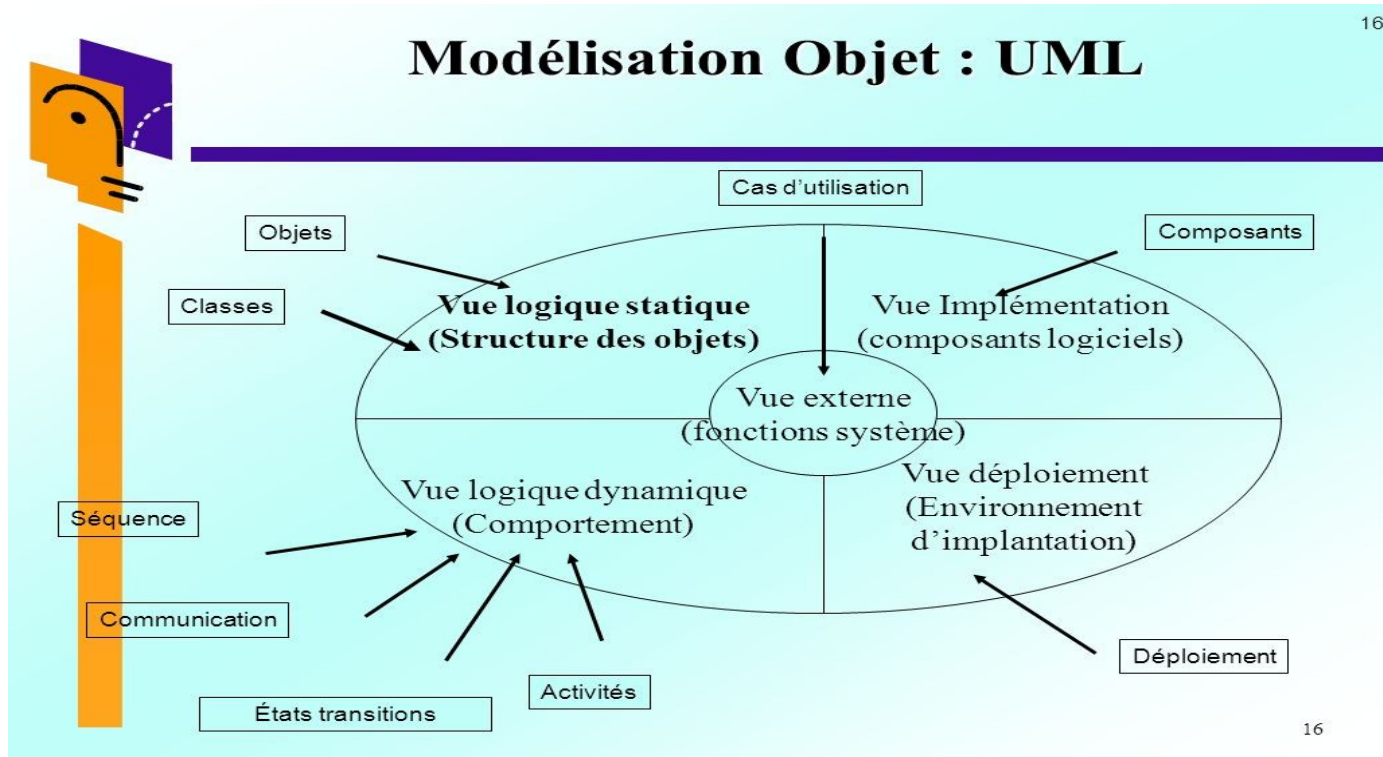 16
Modélisation Objet : UML
Cas d'utilisation
Objets
Composants
Classes
Vue logique statique
(Structure des objets)
Vue Implémentation
(composants logiciels)
Vue externe
(fonctions système)
Vue logique dynamique
(Comportement)
Vue déploiement
(Environnement
d'implantation)
Séquence
Communication
États transitions
Activités
Déploiement
16